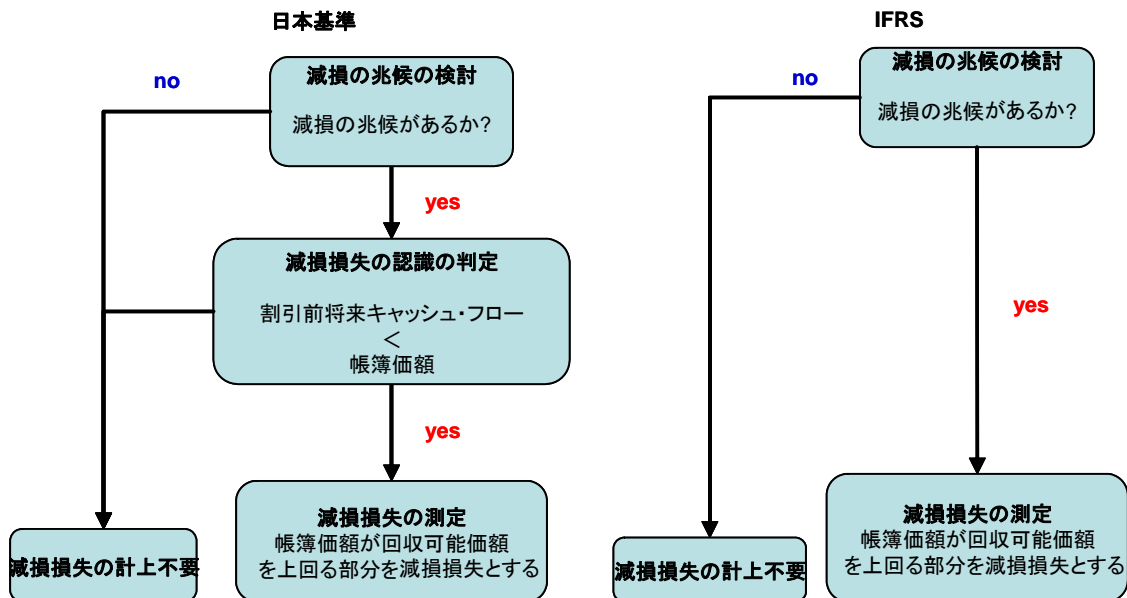 日本基準
減損の兆候の検討
減損の兆候があるか?
no
yes
減損損失の認識の判定
割引前将来キャッシュ・フロー
<
帳簿価額
yes
減損損失の測定
帳簿価額が回収可能価額
を上回る部分を減損損失とする
減損損失の計上不要
IFRS
減損の兆候の検討
減損の兆候があるか?
no
yes
減損損失の測定
帳簿価額が回収可能価額
を上回る部分を減損損失とする
減損損失の計上不要